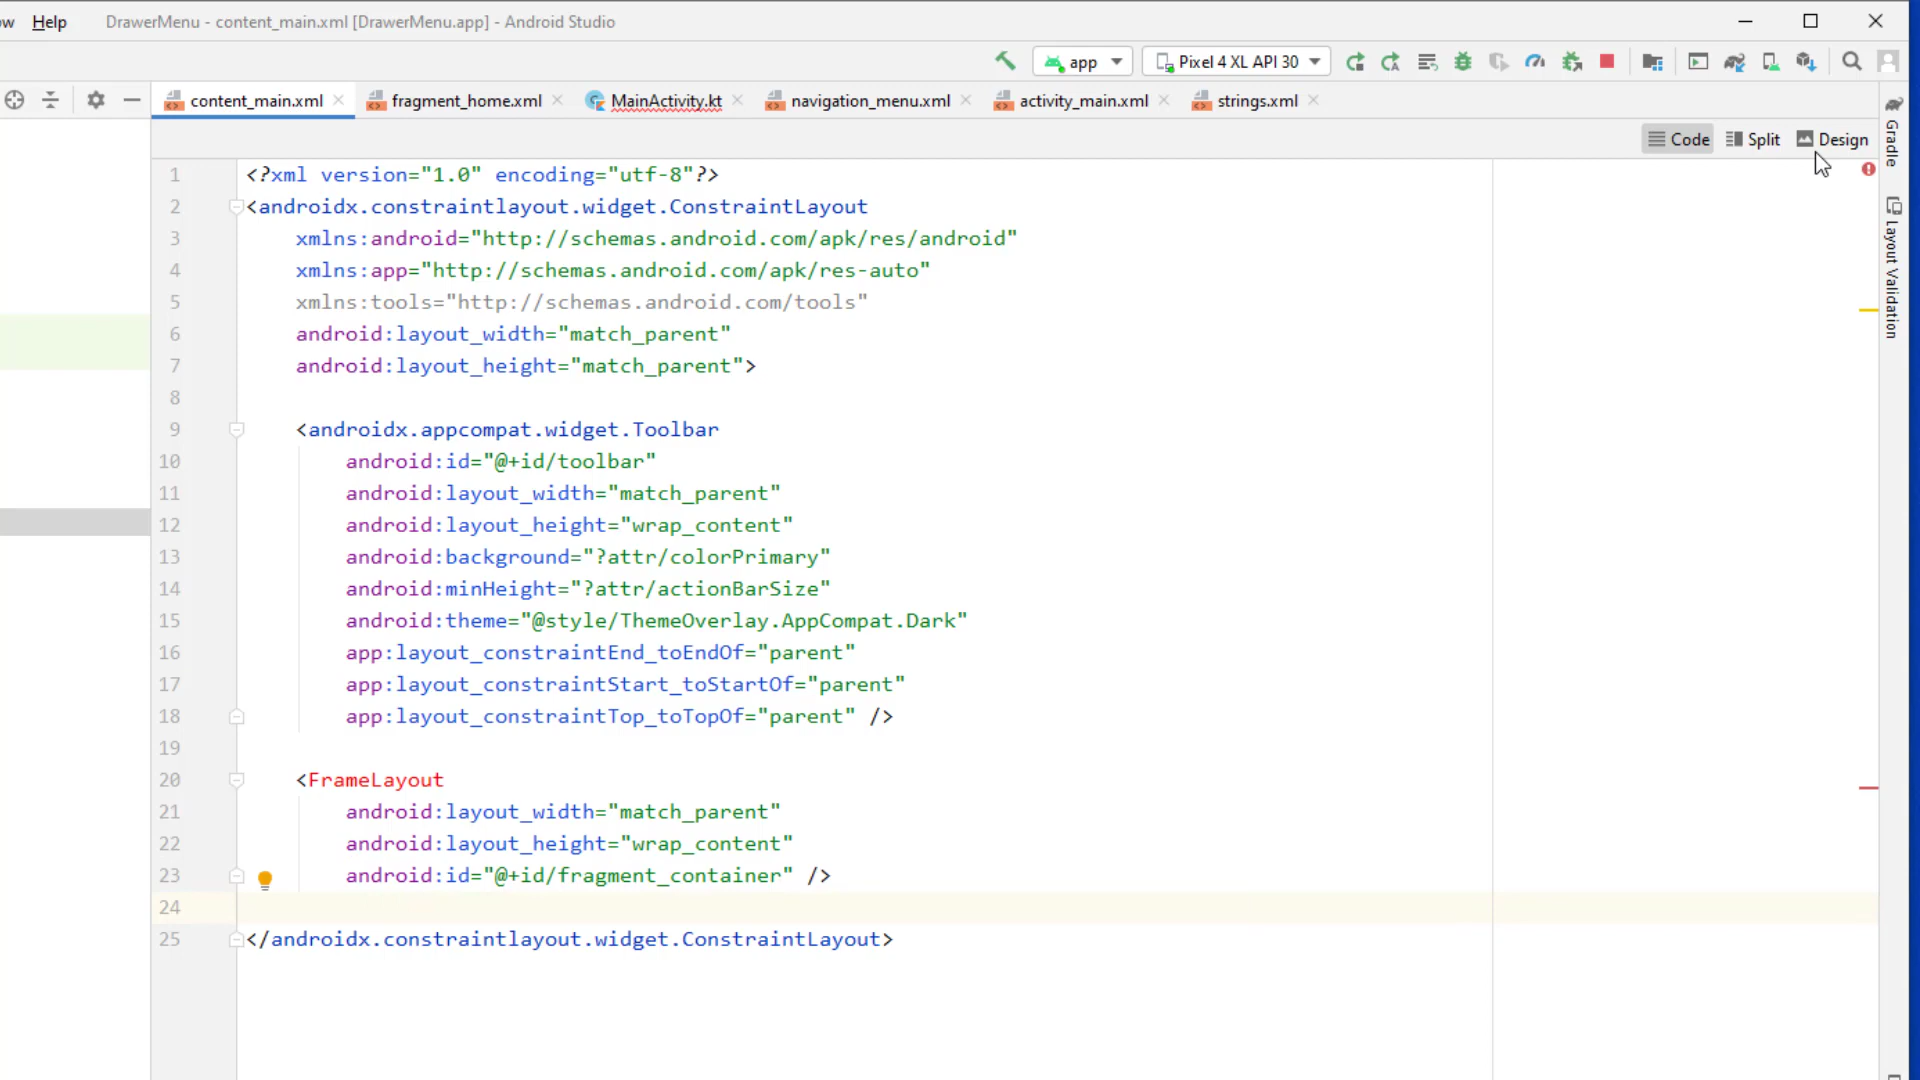 w Help DrawerMenu - content_main.xml [DrawerMenu.app] - Android Studio
app Pixel 4 XL API 30
content_main.xml fragment_home.xml MainActivity.kt navigation_menu.xml activity_main.xml strings.xml
Code Split Design
1 <?xml version="1.0" encoding="utf-8"?>
2 <androidx.constraintlayout.widget.ConstraintLayout
3 xmlns:android="http://schemas.android.com/apk/res/android"
4 xmlns:app="http://schemas.android.com/apk/res-auto"
5 xmlns:tools="http://schemas.android.com/tools"
6 android:layout_width="match_parent"
7 android:layout_height="match_parent">
8
9 <androidx.appcompat.widget.Toolbar
10 android:id="@+id/toolbar"
11 android:layout_width="match_parent"
12 android:layout_height="wrap_content"
13 android:background="?attr/colorPrimary"
14 android:minHeight="?attr/actionBarSize"
15 android:theme="@style/ThemeOverlay.AppCompat.Dark"
16 app:layout_constraintEnd_toEndOf="parent"
17 app:layout_constraintStart_toStartOf="parent"
18 app:layout_constraintTop_toTopOf="parent" />
19
20 <FrameLayout
21 android:layout_width="match_parent"
22 android:layout_height="wrap_content"
23 android:id="@+id/fragment_container" />
24
25 </androidx.constraintlayout.widget.ConstraintLayout>
Gradle
Layout Validation